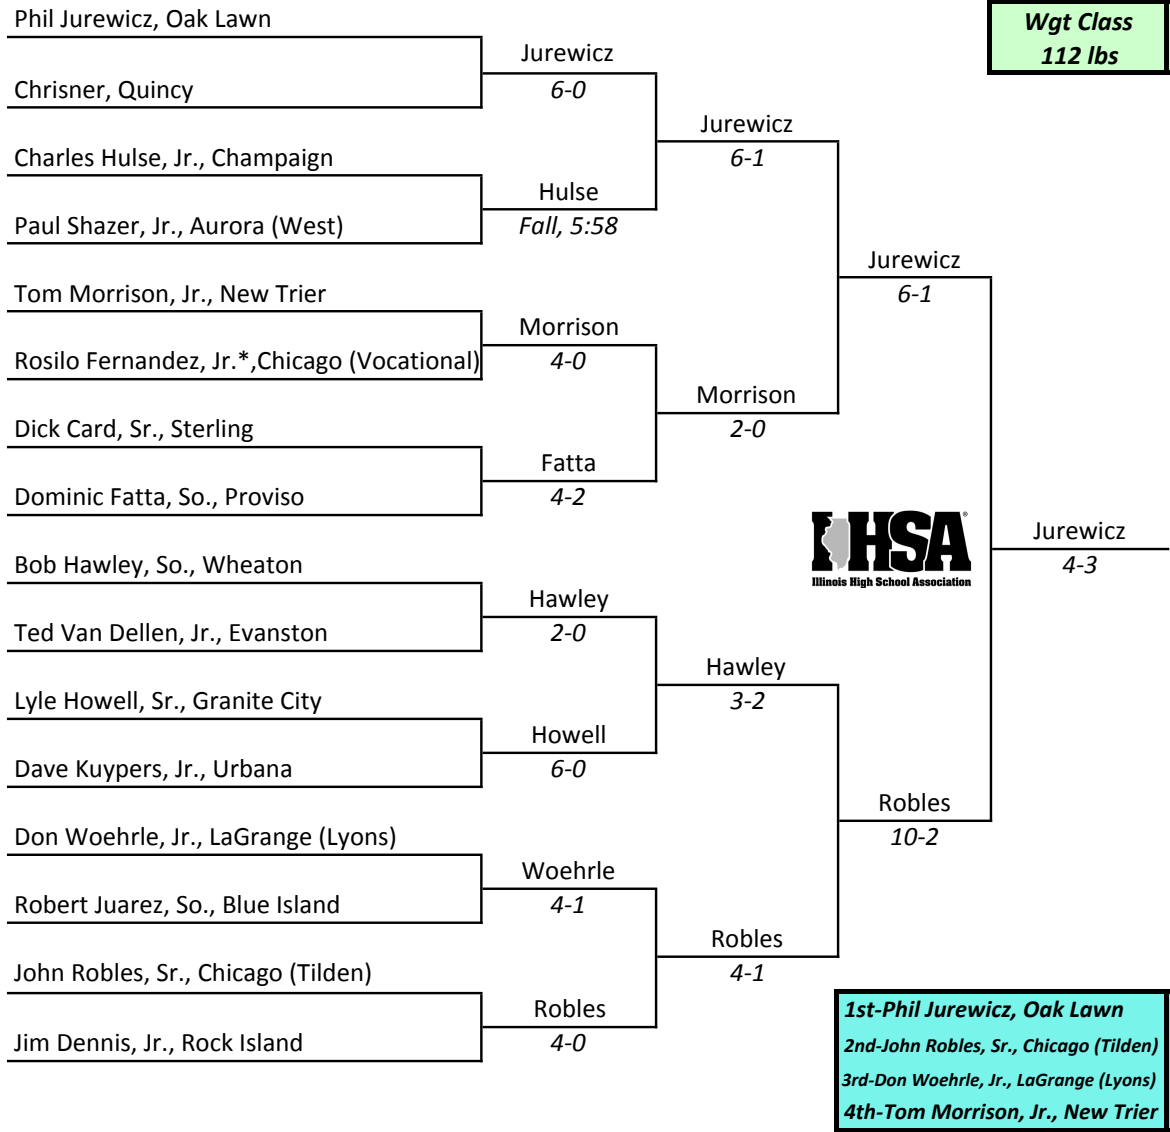 Phil Jurewicz, Oak Lawn
Wgt Class
112 lbs
Jurewicz
6-0
Chrisner, Quincy
Jurewicz
6-1
Charles Hulse, Jr., Champaign
Hulse
Fall, 5:58
Paul Shazer, Jr., Aurora (West)
Jurewicz
6-1
Tom Morrison, Jr., New Trier
Morrison
4-0
Rosilo Fernandez, Jr.*,Chicago (Vocational)
Morrison
2-0
Dick Card, Sr., Sterling
Fatta
4-2
Dominic Fatta, So., Proviso
IHSA®
Illinois High School Association
Jurewicz
4-3
Bob Hawley, So., Wheaton
Hawley
2-0
Ted Van Dellen, Jr., Evanston
Hawley
3-2
Lyle Howell, Sr., Granite City
Howell
6-0
Dave Kuypers, Jr., Urbana
Robles
10-2
Don Woehrle, Jr., LaGrange (Lyons)
Woehrle
4-1
Robert Juarez, So., Blue Island
Robles
4-1
John Robles, Sr., Chicago (Tilden)
Robles
4-0
Jim Dennis, Jr., Rock Island
1st-Phil Jurewicz, Oak Lawn
2nd-John Robles, Sr., Chicago (Tilden)
3rd-Don Woehrle, Jr., LaGrange (Lyons)
4th-Tom Morrison, Jr., New Trier